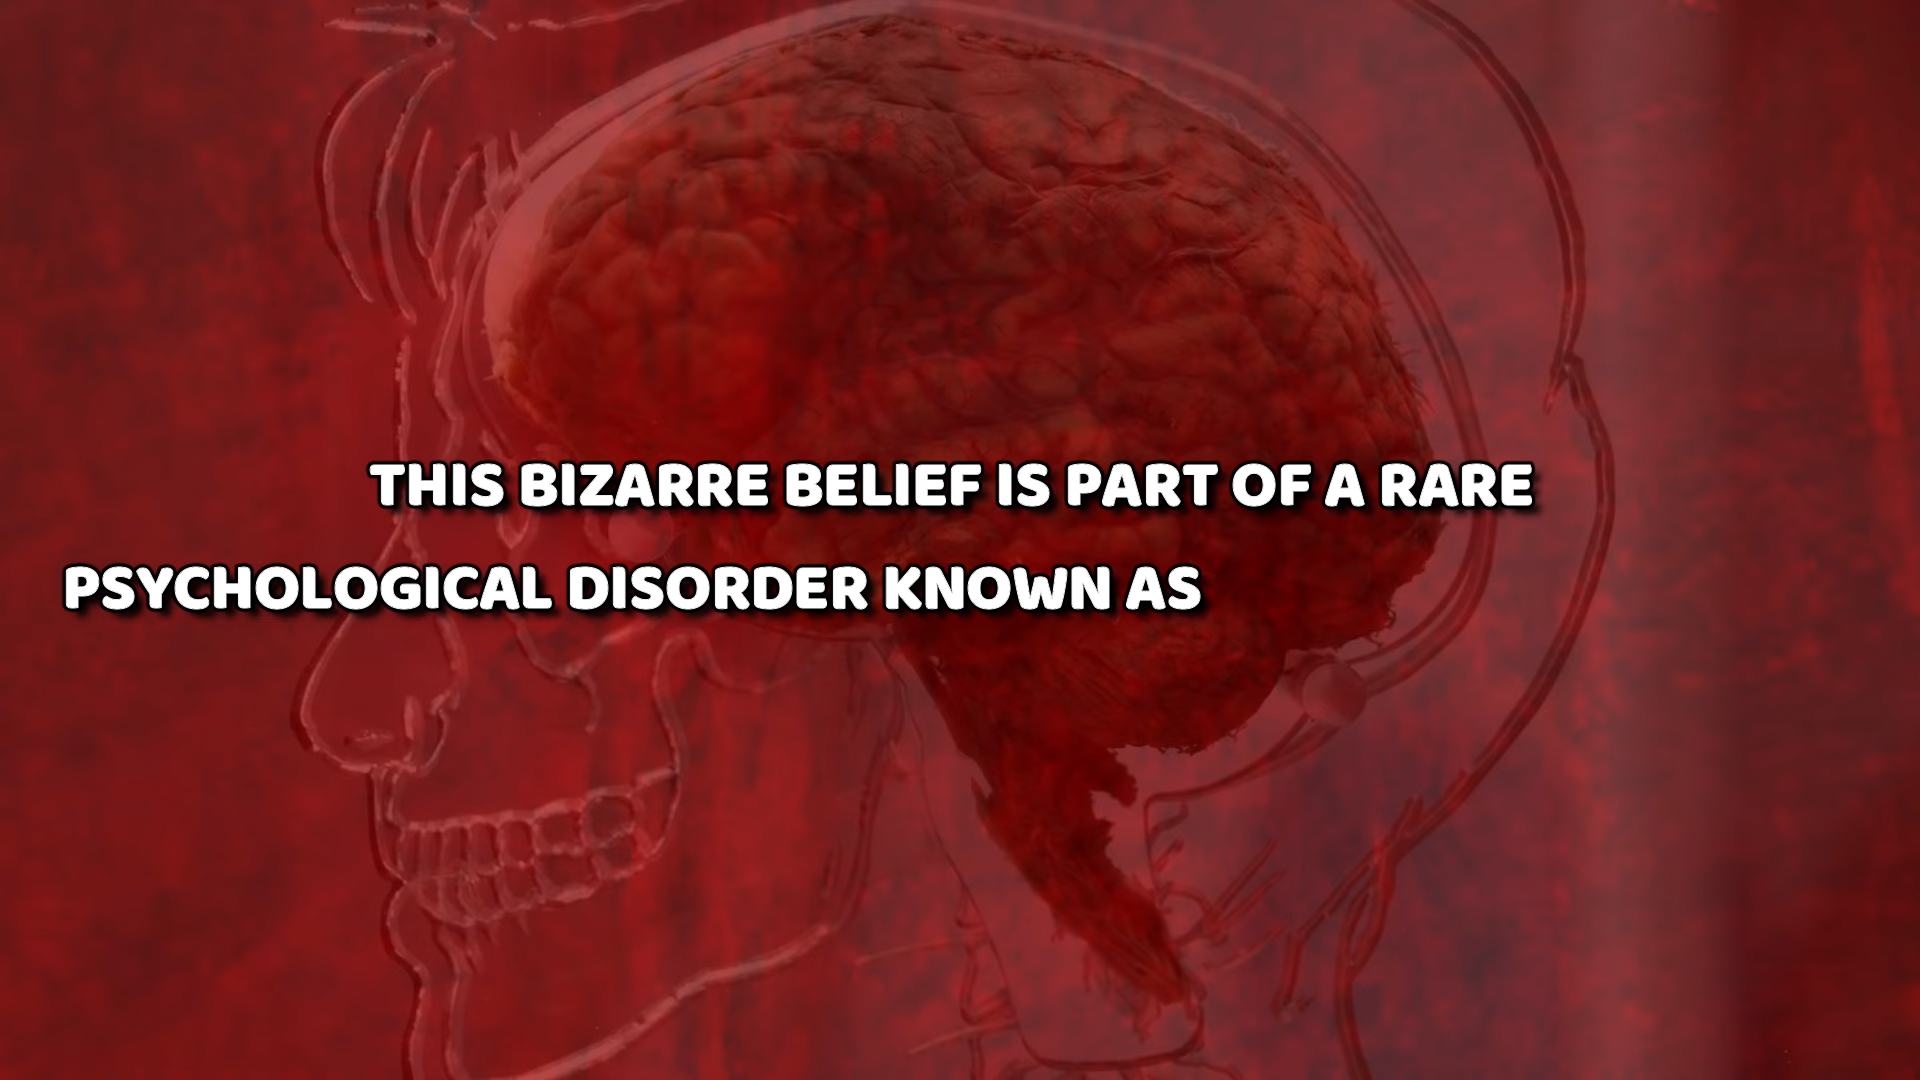 THIS BIZARRE BELIEF IS PART OF A RARE
PSYCHOLOGICAL DISORDER KNOWN AS